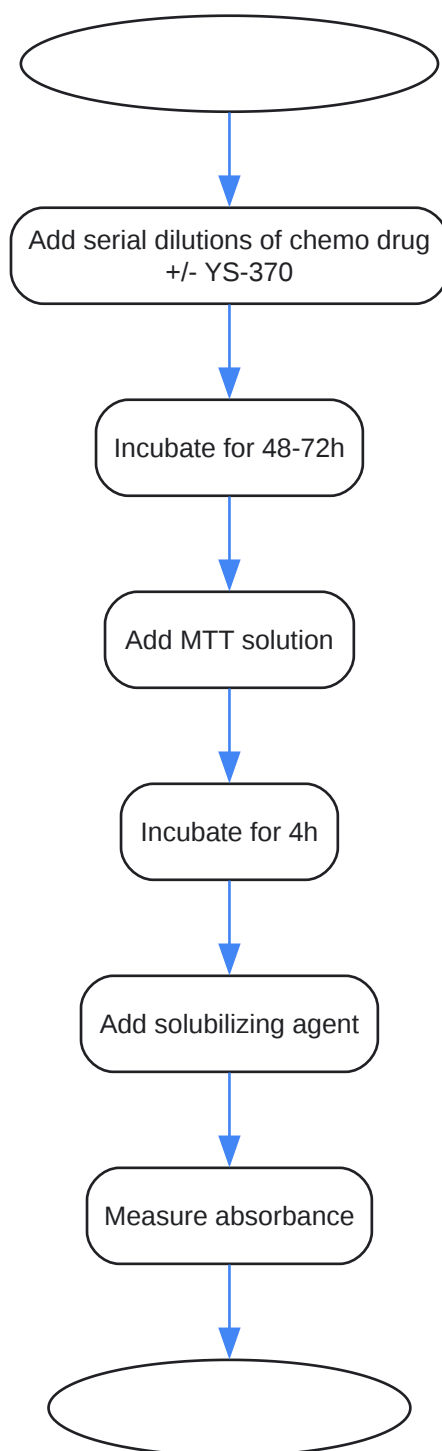 Add serial dilutions of chemo drug
+/- YS-370
Incubate for 48-72h
Add MTT solution
Incubate for 4h
Add solubilizing agent
Measure absorbance